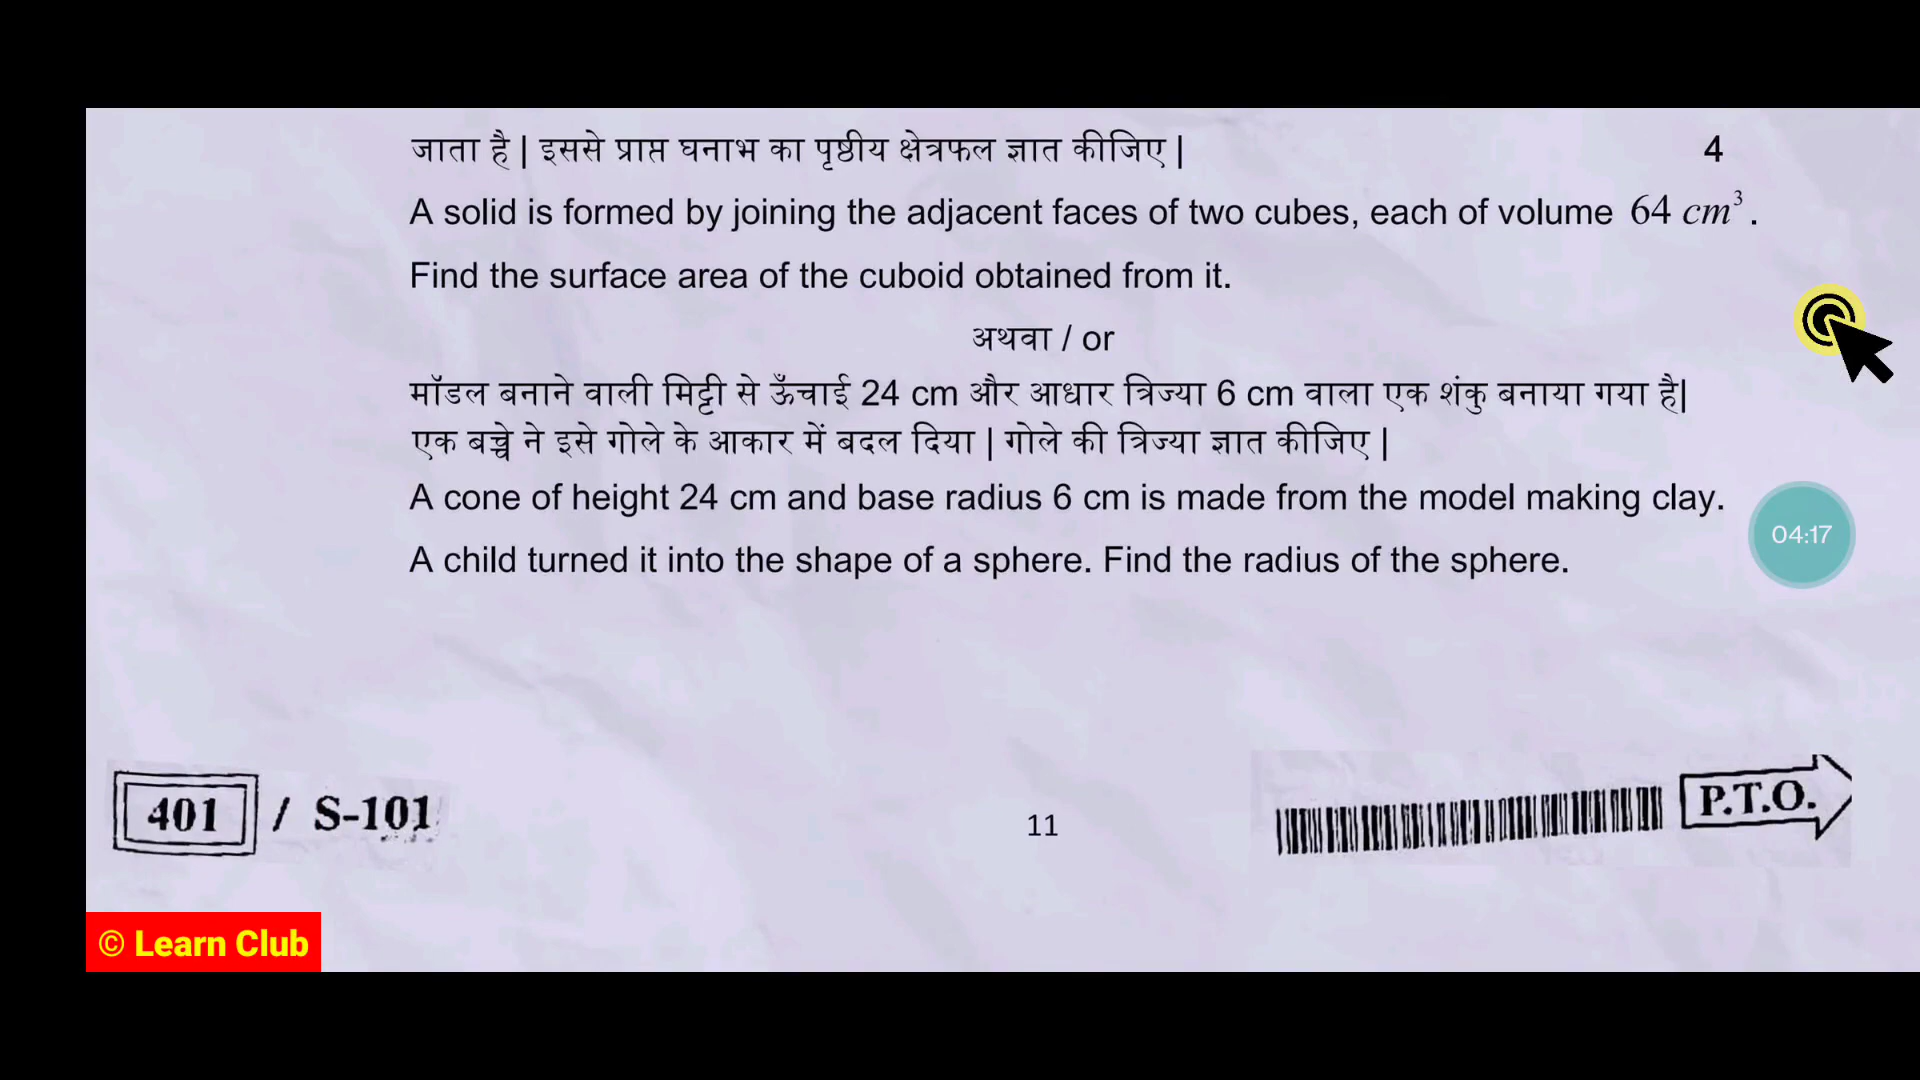 जाता है | इससे प्राप्त घनाभ का पृष्ठीय क्षेत्रफल ज्ञात कीजिए | 4
A solid is formed by joining the adjacent faces of two cubes, each of volume 64 cm³.
Find the surface area of the cuboid obtained from it.
अथवा / or
मॉडल बनाने वाली मिट्टी से ऊँचाई 24 cm और आधार त्रिज्या 6 cm वाला एक शंकु बनाया गया है|
एक बच्चे ने इसे गोले के आकार में बदल दिया | गोले की त्रिज्या ज्ञात कीजिए |
A cone of height 24 cm and base radius 6 cm is made from the model making clay.
04:17
A child turned it into the shape of a sphere. Find the radius of the sphere.
401 / S-101
11
P.T.O.
© Learn Club